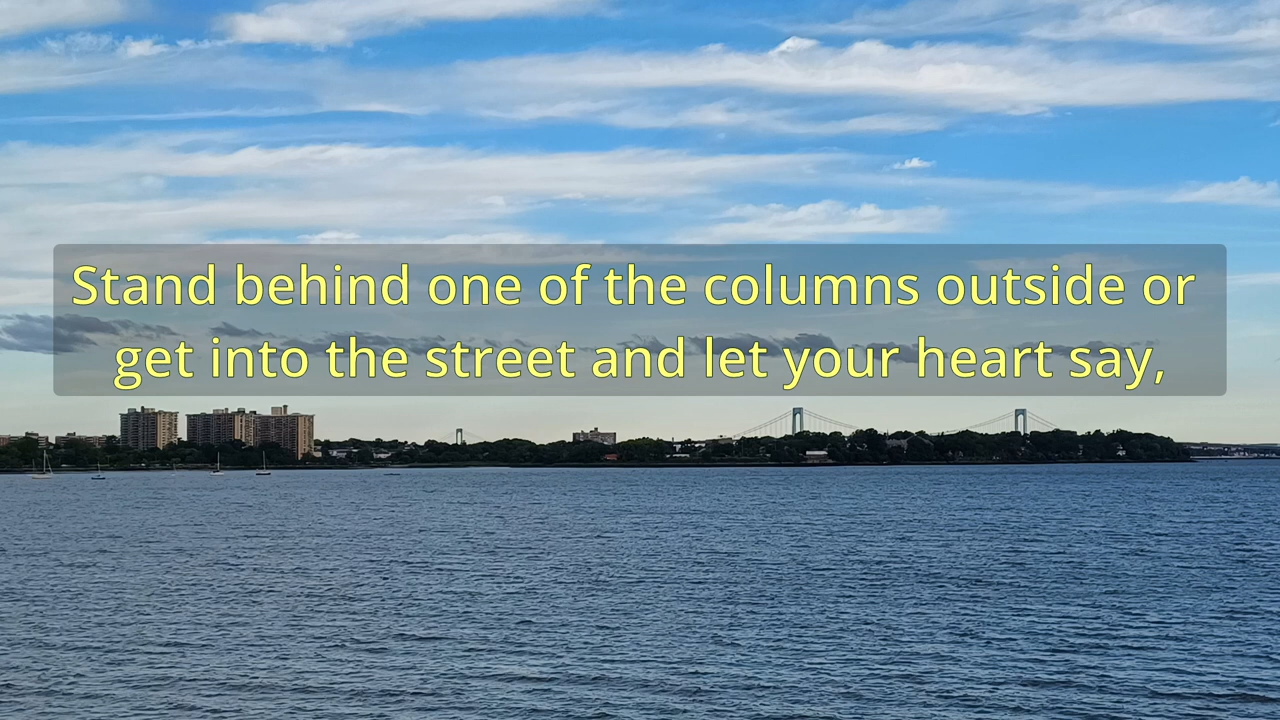 Stand behind one of the columns outside or
get into the street and let your heart say,